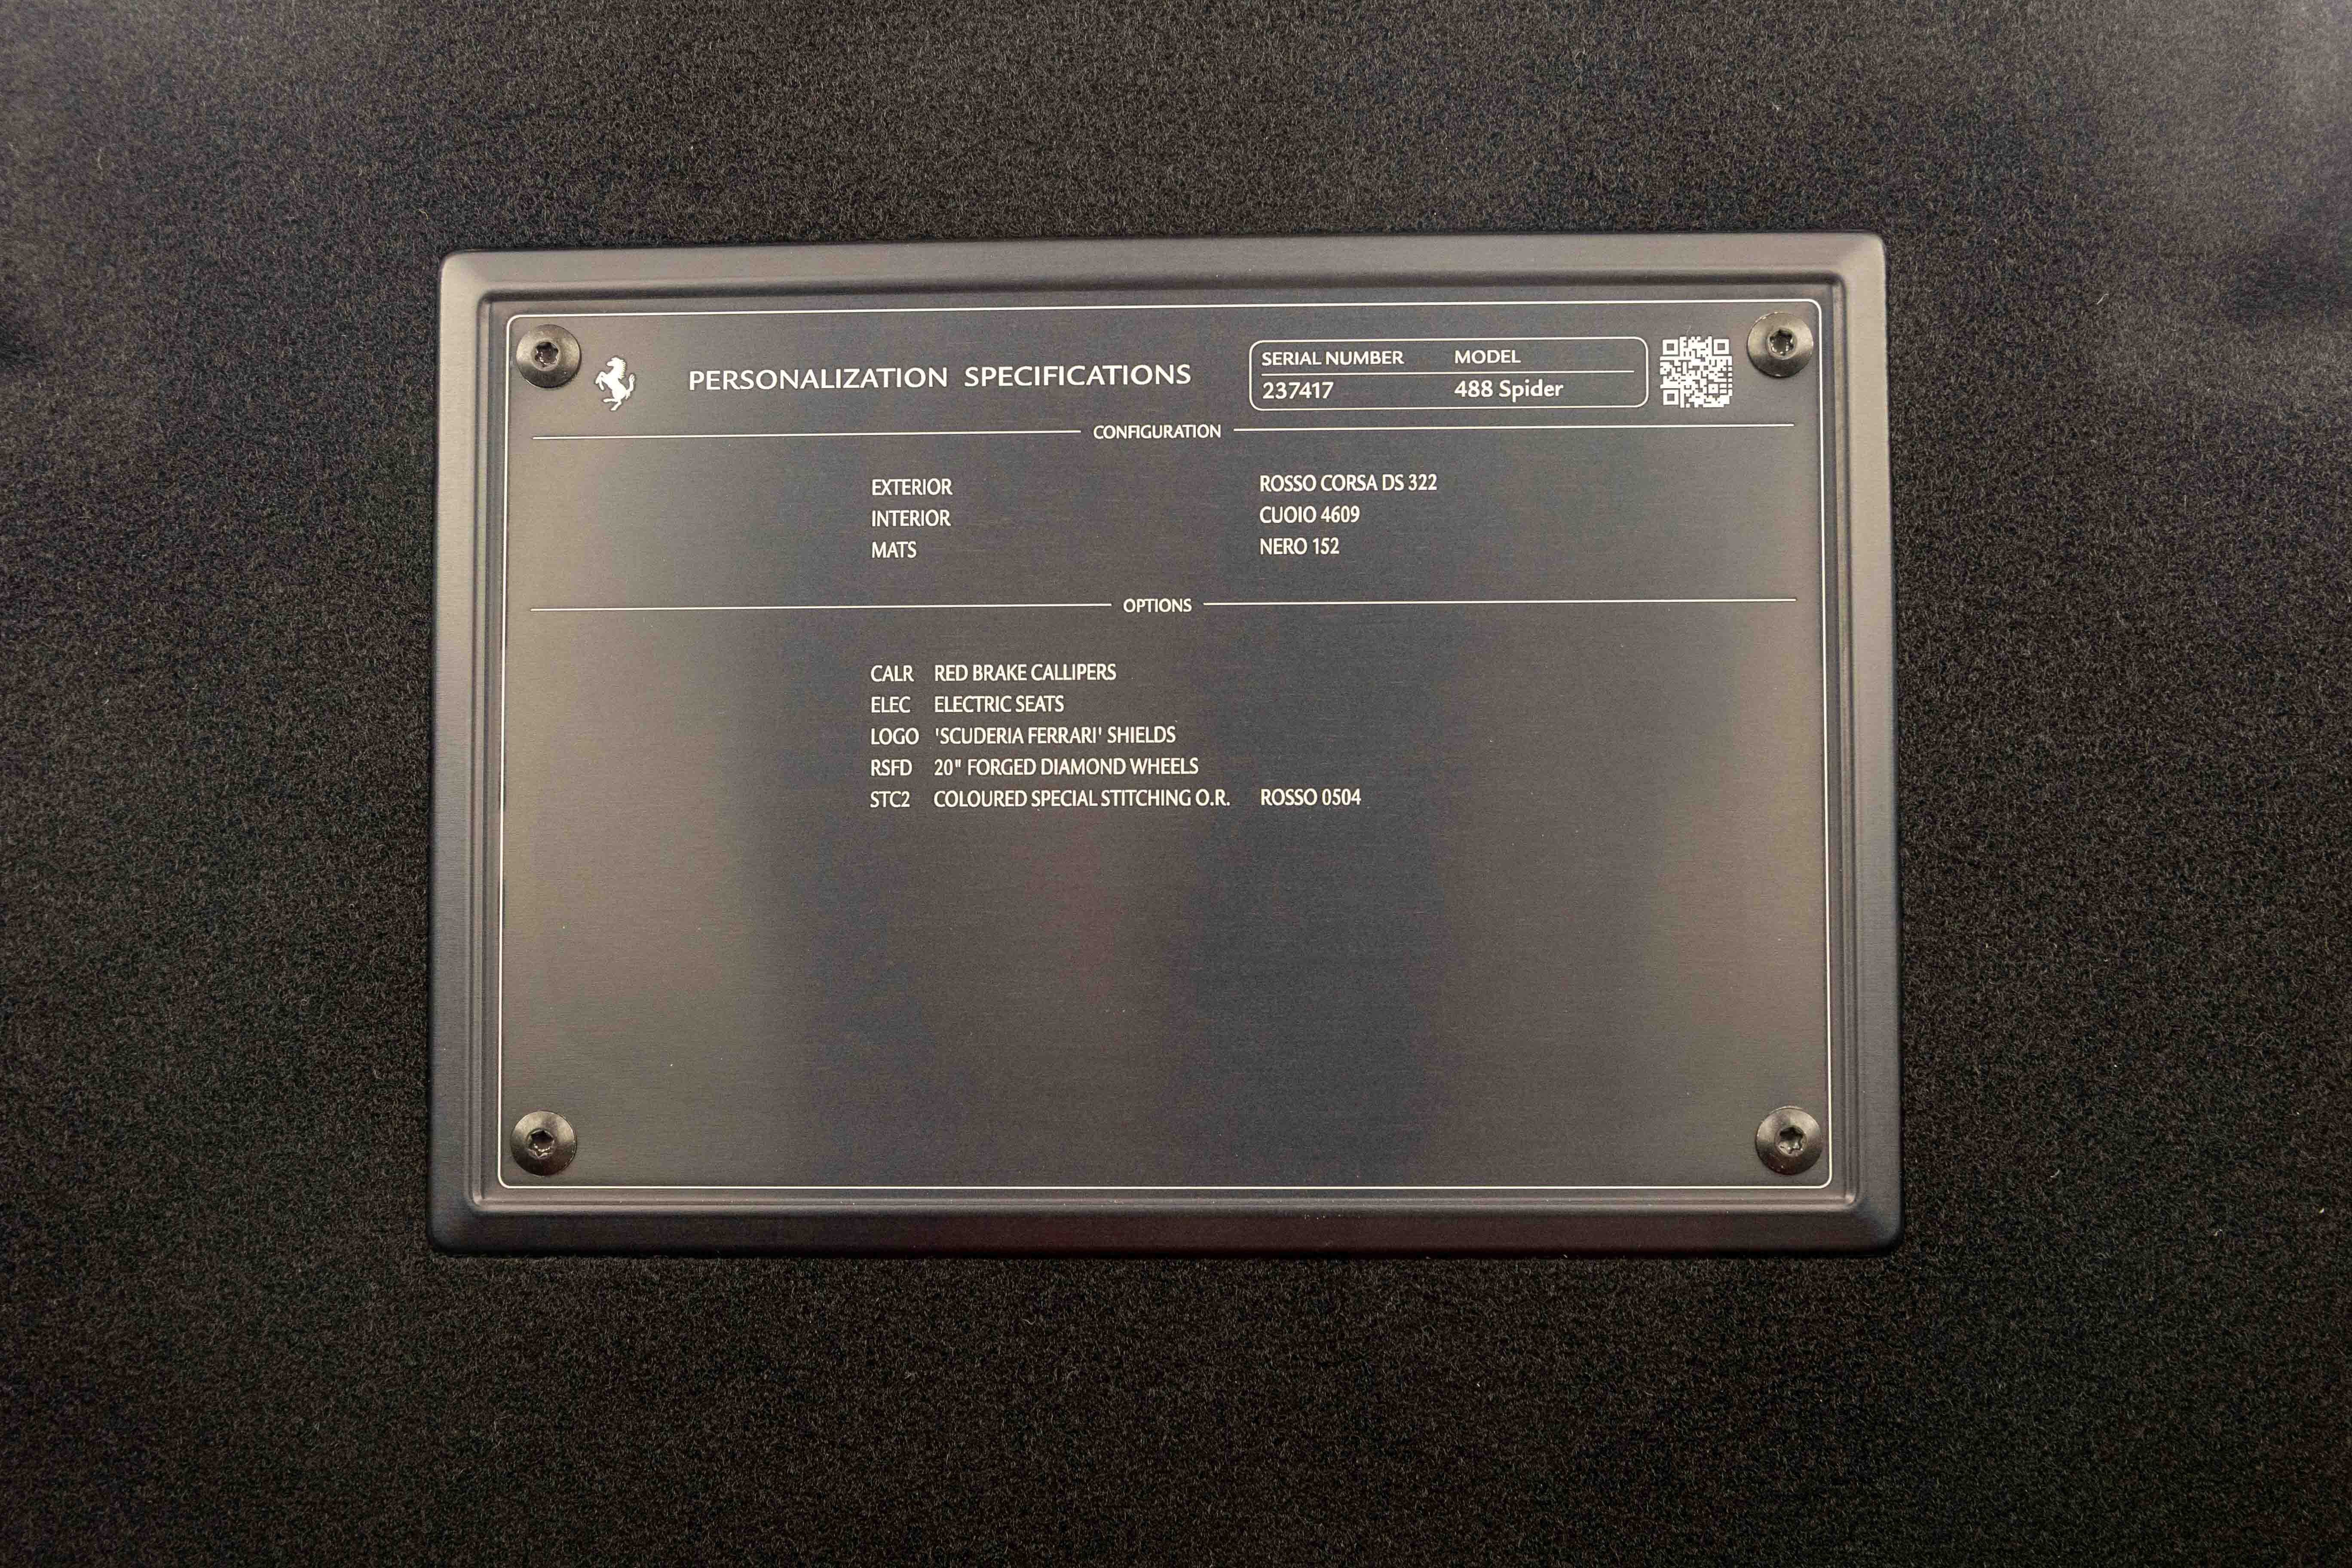 PERSONALIZATION SPECIFICATIONS
SERIAL NUMBER MODEL
237417 488 Spider
CONFIGURATION
EXTERIOR ROSSO CORSA DS 322
INTERIOR CUOIO 4609
MATS NERO 152
OPTIONS
CALR RED BRAKE CALLIPERS
ELEC ELECTRIC SEATS
LOGO 'SCUDERIA FERRARI' SHIELDS
RSFD 20" FORGED DIAMOND WHEELS
STC2 COLOURED SPECIAL STITCHING O.R. ROSSO 0504